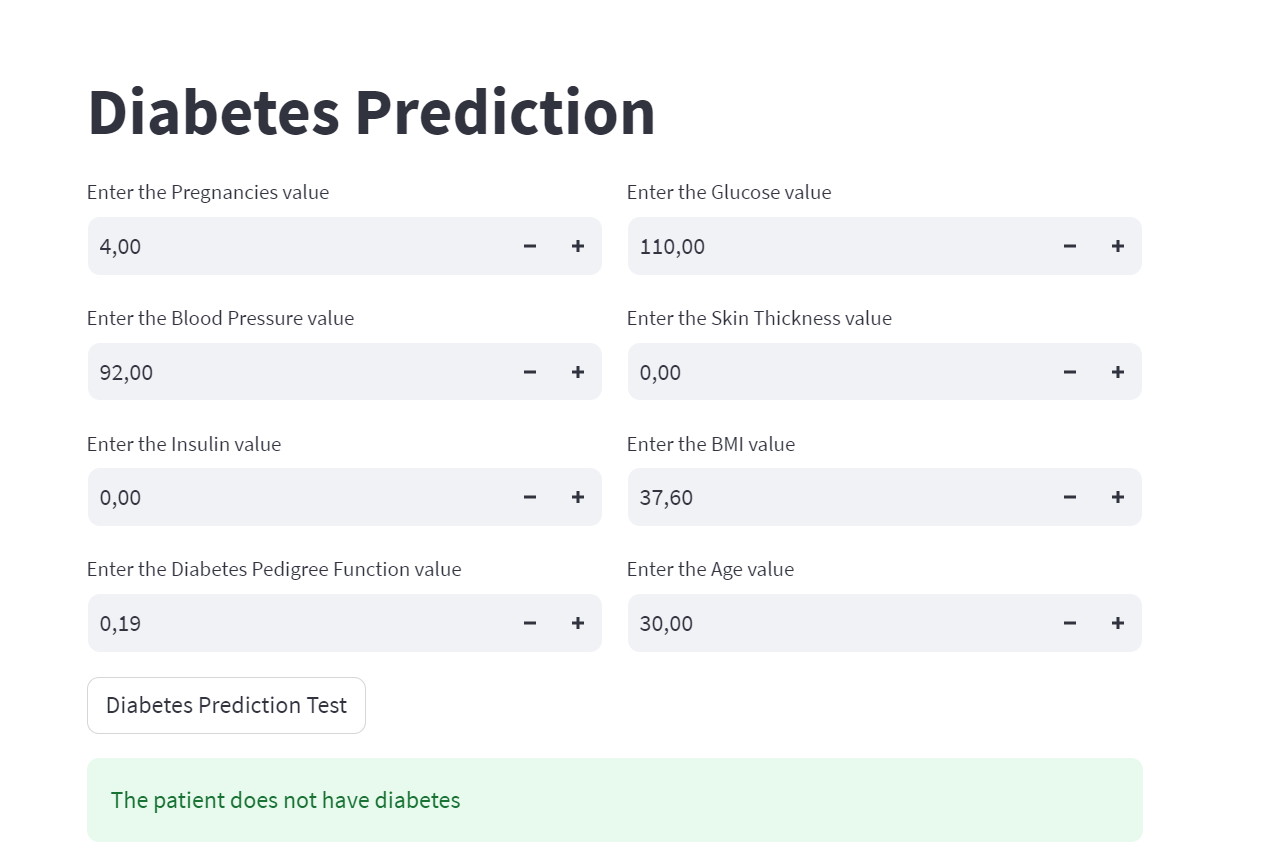 Diabetes Prediction
Enter the Pregnancies value
4,00
Enter the Glucose value
110,00
Enter the Blood Pressure value
92,00
Enter the Skin Thickness value
0,00
Enter the Insulin value
0,00
Enter the BMI value
37,60
Enter the Diabetes Pedigree Function value
0,19
Enter the Age value
30,00
Diabetes Prediction Test
The patient does not have diabetes